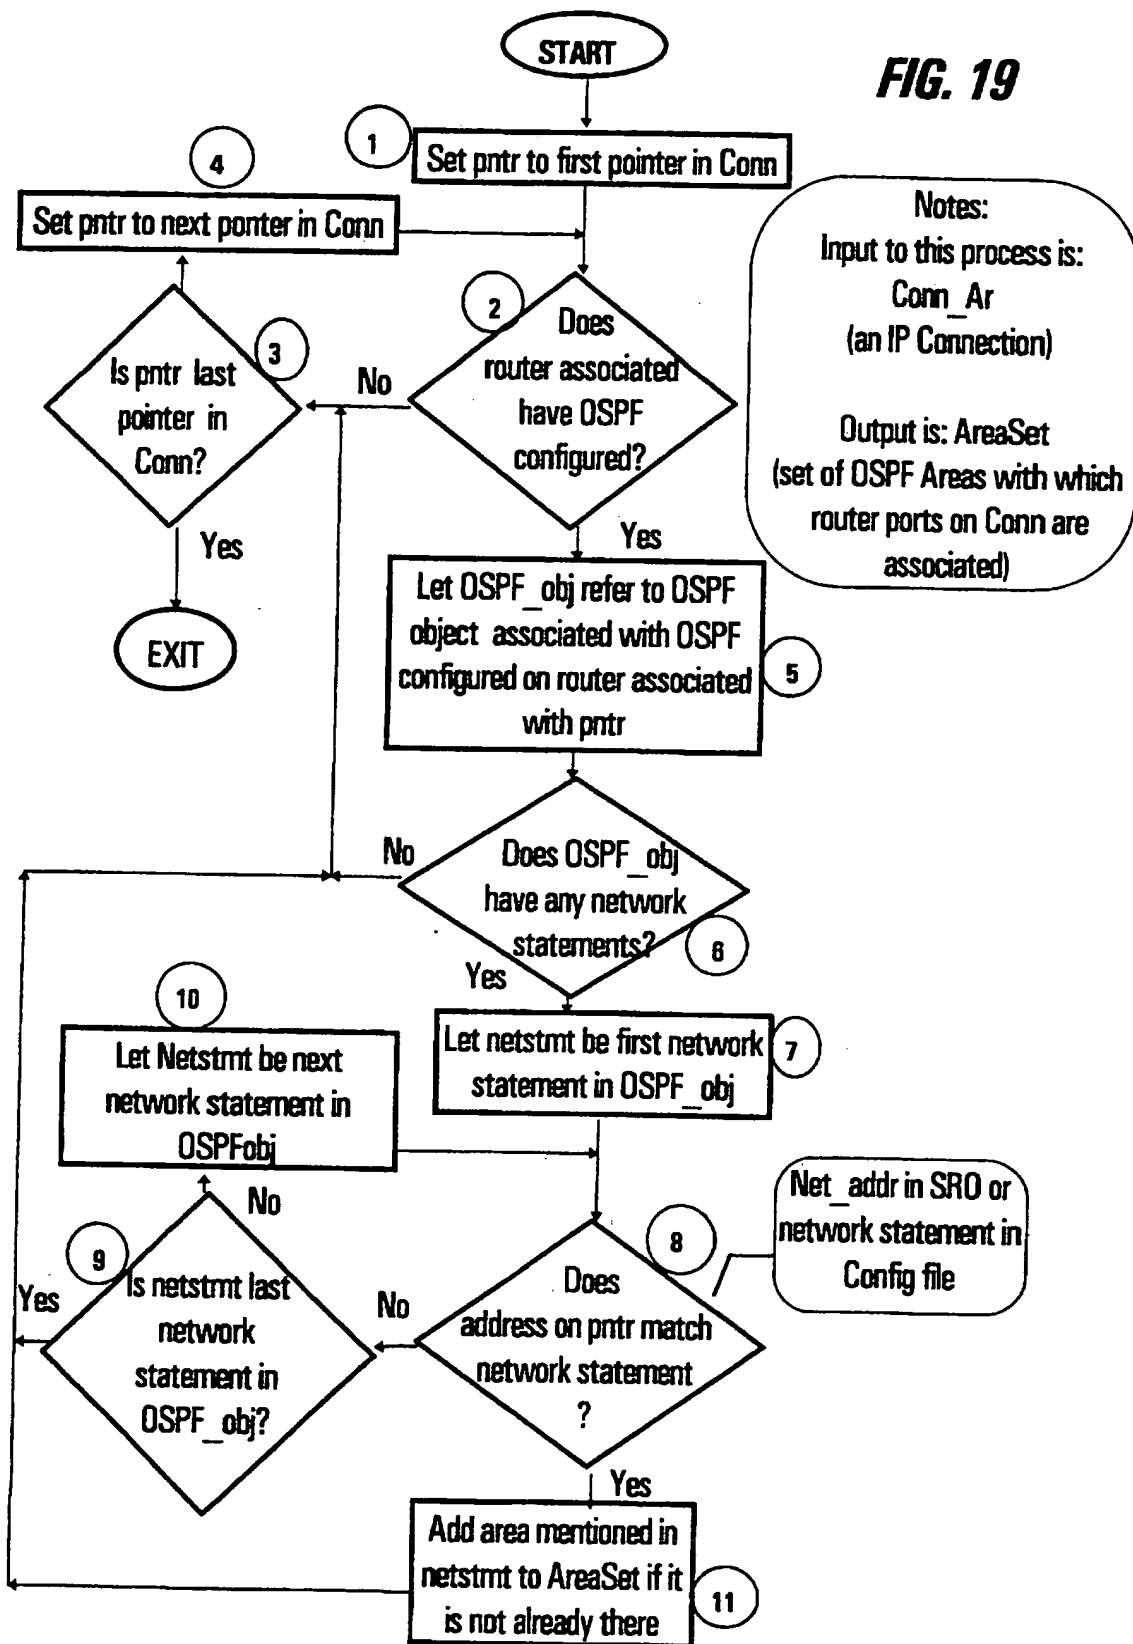 START
FIG. 19
1
Set pntr to first pointer in Conn
4
Set pntr to next ponter in Conn
Notes:
Input to this process is:
Conn_Ar
(an IP Connection)
Output is: AreaSet
(set of OSPF Areas with which
router ports on Conn are
associated)
2
Does
router associated
have OSPF
configured?
No
3
Is pntr last
pointer in
Conn?
Yes
EXIT
Yes
Let OSPF_obj refer to OSPF
object associated with OSPF
configured on router associated
with pntr
5
Does OSPF_obj
have any network
statements?
No
6
Yes
Let netstmt be first network
statement in OSPF_obj
7
10
Let Netstmt be next
network statement in
OSPFobj
No
Net_addr in SRO or
network statement in
Config file
8
Does
address on pntr match
network statement
?
No
9
Is netstmt last
network
statement in
OSPF_obj?
Yes
Yes
Add area mentioned in
netstmt to AreaSet if it
is not already there
11